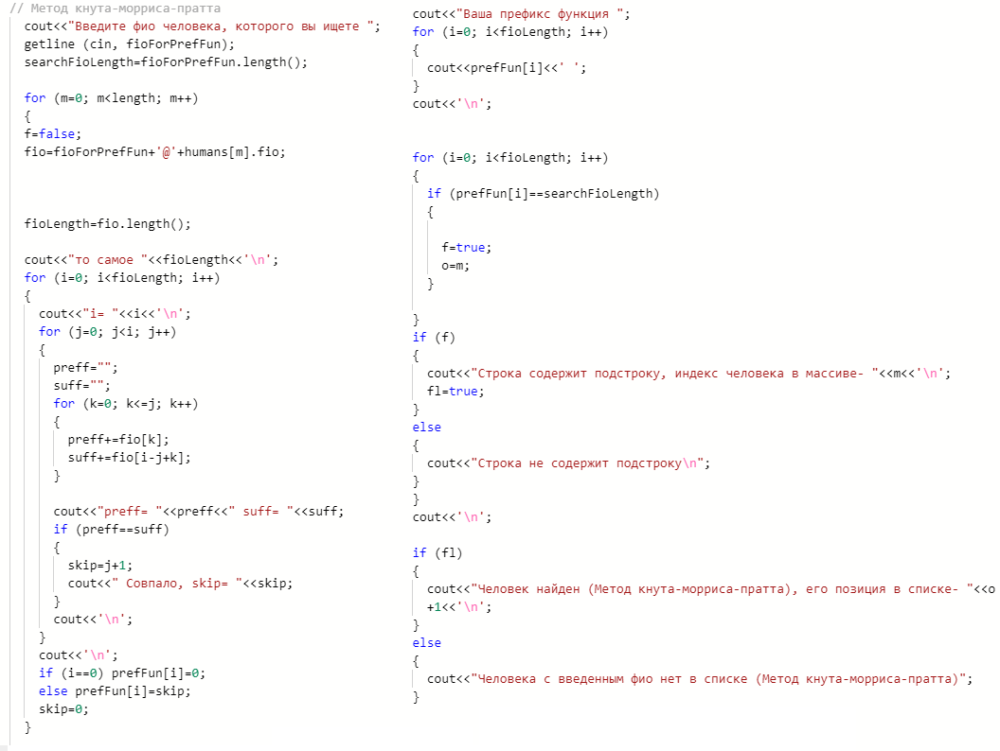 // Метод кнута-морриса-пратта
cout<<"Введите фио человека, которого вы ищете ";
getline (cin, fioForPrefFun);
searchFioLength=fioForPrefFun.length();
for (m=0; m<length; m++)
{
f=false;
fio=fioForPrefFun+'@'+humans[m].fio;
fioLength=fio.length();
cout<<"то самое "<<fioLength<<'\n';
for (i=0; i<fioLength; i++)
{
cout<<"i= "<<i<<'\n';
for (j=0; j<i; j++)
{
preff="";
suff="";
for (k=0; k<=j; k++)
{
preff+=fio[k];
suff+=fio[i-j+k];
}
cout<<"preff= "<<preff<<" suff= "<<suff;
if (preff==suff)
{
skip=j+1;
cout<<" Совпало, skip= "<<skip;
}
cout<<'\n';
}
cout<<'\n';
if (i==0) prefFun[i]=0;
else prefFun[i]=skip;
skip=0;
}
cout<<"Ваша префикс функция ";
for (i=0; i<fioLength; i++)
{
cout<<prefFun[i]<<' ';
}
cout<<'\n';
for (i=0; i<fioLength; i++)
{
if (prefFun[i]==searchFioLength)
{
f=true;
o=m;
}
}
if (f)
{
cout<<"Строка содержит подстроку, индекс человека в массиве- "<<m<<'\n';
fl=true;
}
else
{
cout<<"Строка не содержит подстроку\n";
}
}
cout<<'\n';
if (fl)
{
cout<<"Человек найден (Метод кнута-морриса-пратта), его позиция в списке- "<<o
+1<<'\n';
}
else
{
cout<<"Человека с введенным фио нет в списке (Метод кнута-морриса-пратта)";
}